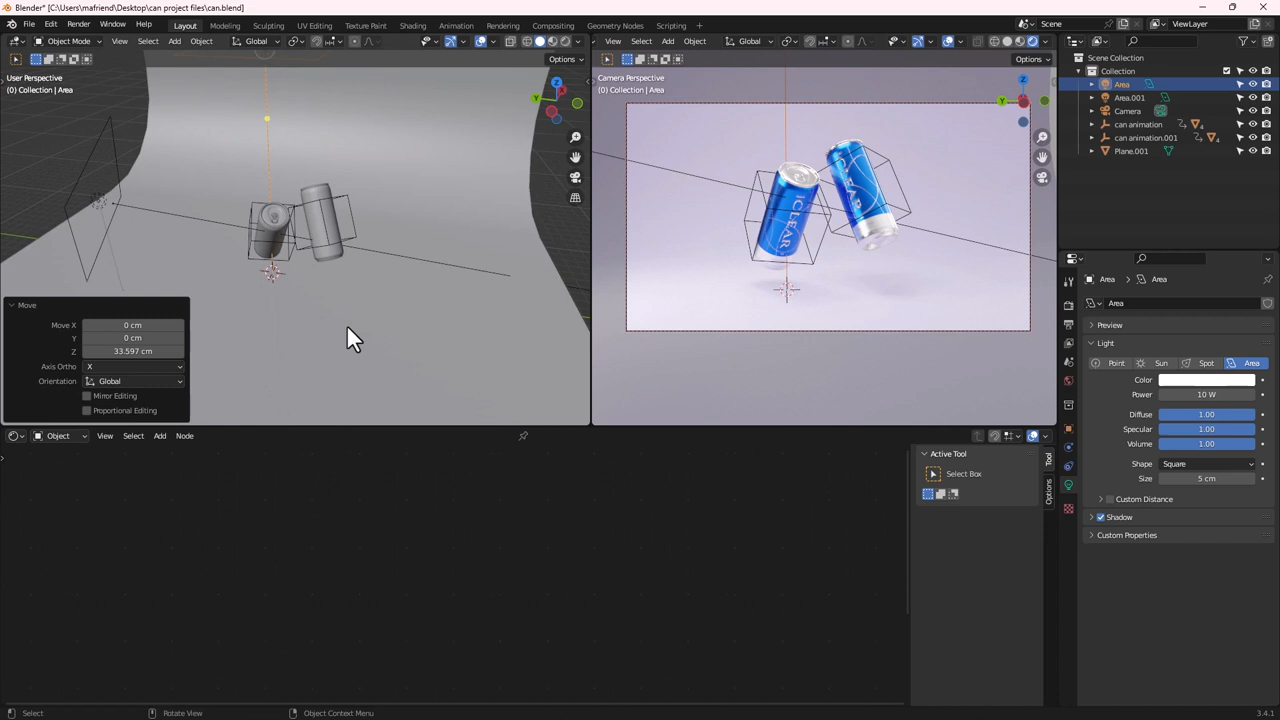 Blender* [C:\Users\mafriend\Desktop\can project files\can.blend]
File Edit Render Window Help Layout Modeling Sculpting UV Editing Texture Paint Shading Animation Rendering Compositing Geometry Nodes Scripting + Scene ViewLayer
Object Mode View Select Add Object Global
View Select Add Object Global
Options
Options
User Perspective
(0) Collection | Area
Camera Perspective
(0) Collection | Area
Z
Y
X
Z
Y
CLEAR
CLEAR
Move
Move X 0 cm
Y 0 cm
Z 33.597 cm
Axis Ortho X
Orientation Global
Mirror Editing
Proportional Editing
Object View Select Add Node
Active Tool
Select Box
Tool
Options
Scene Collection
Collection
Area
Area.001
Camera
can animation
can animation.001
Plane.001
Area Area
Area
Preview
Light
Point Sun Spot Area
Color
Power 10 W
Diffuse 1.00
Specular 1.00
Volume 1.00
Shape Square
Size 5 cm
Custom Distance
Shadow
Custom Properties
Select Rotate View Object Context Menu 3.4.1